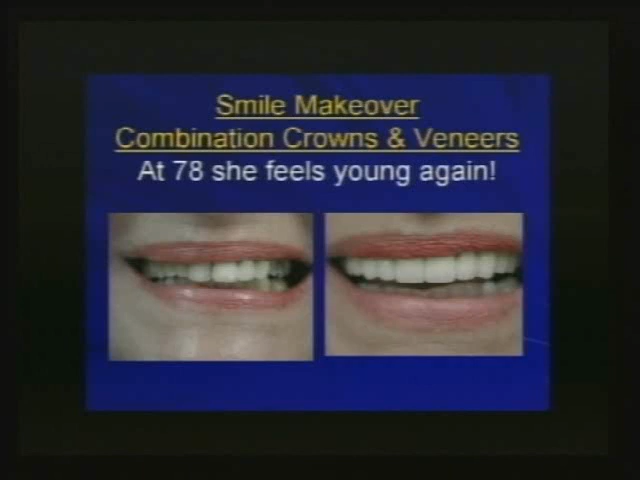 Smile Makeover
Combination Crowns & Veneers
At 78 she feels young again!